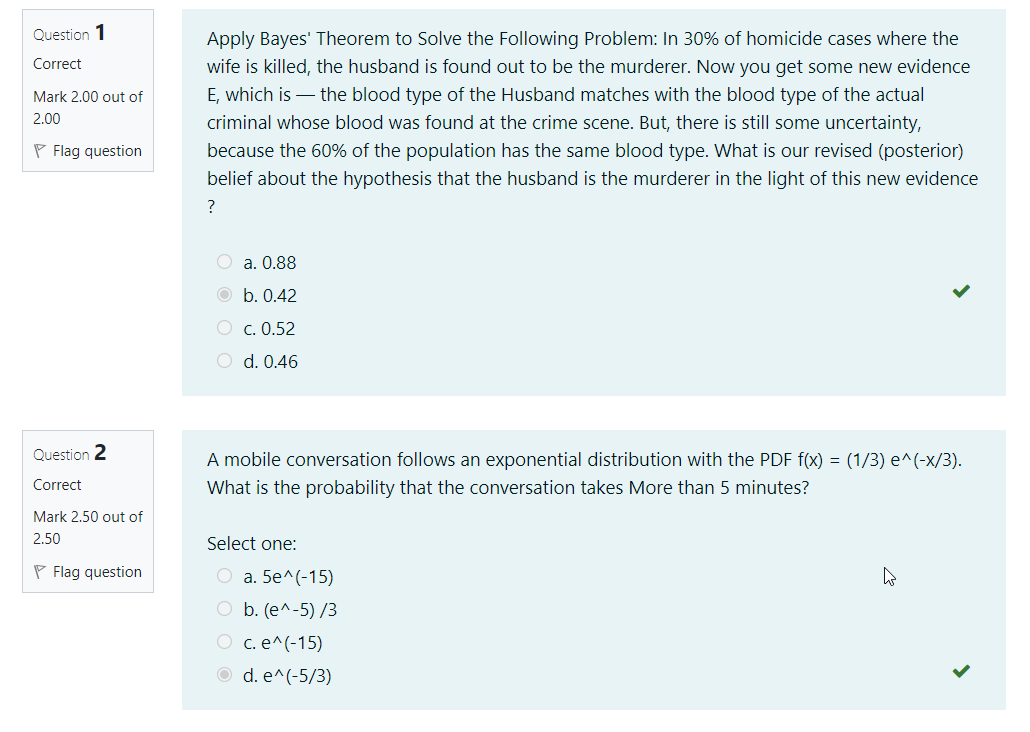 Question 1
Correct
Mark 2.00 out of
2.00
Flag question
Apply Bayes' Theorem to Solve the Following Problem: In 30% of homicide cases where the
wife is killed, the husband is found out to be the murderer. Now you get some new evidence
E, which is — the blood type of the Husband matches with the blood type of the actual
criminal whose blood was found at the crime scene. But, there is still some uncertainty,
because the 60% of the population has the same blood type. What is our revised (posterior)
belief about the hypothesis that the husband is the murderer in the light of this new evidence
?
a. 0.88
b. 0.42
c. 0.52
d. 0.46
Question 2
Correct
Mark 2.50 out of
2.50
Flag question
A mobile conversation follows an exponential distribution with the PDF f(x) = (1/3) e^(-x/3).
What is the probability that the conversation takes More than 5 minutes?
Select one:
a. 5e^(-15)
b. (e^-5) /3
c. e^(-15)
d. e^(-5/3)